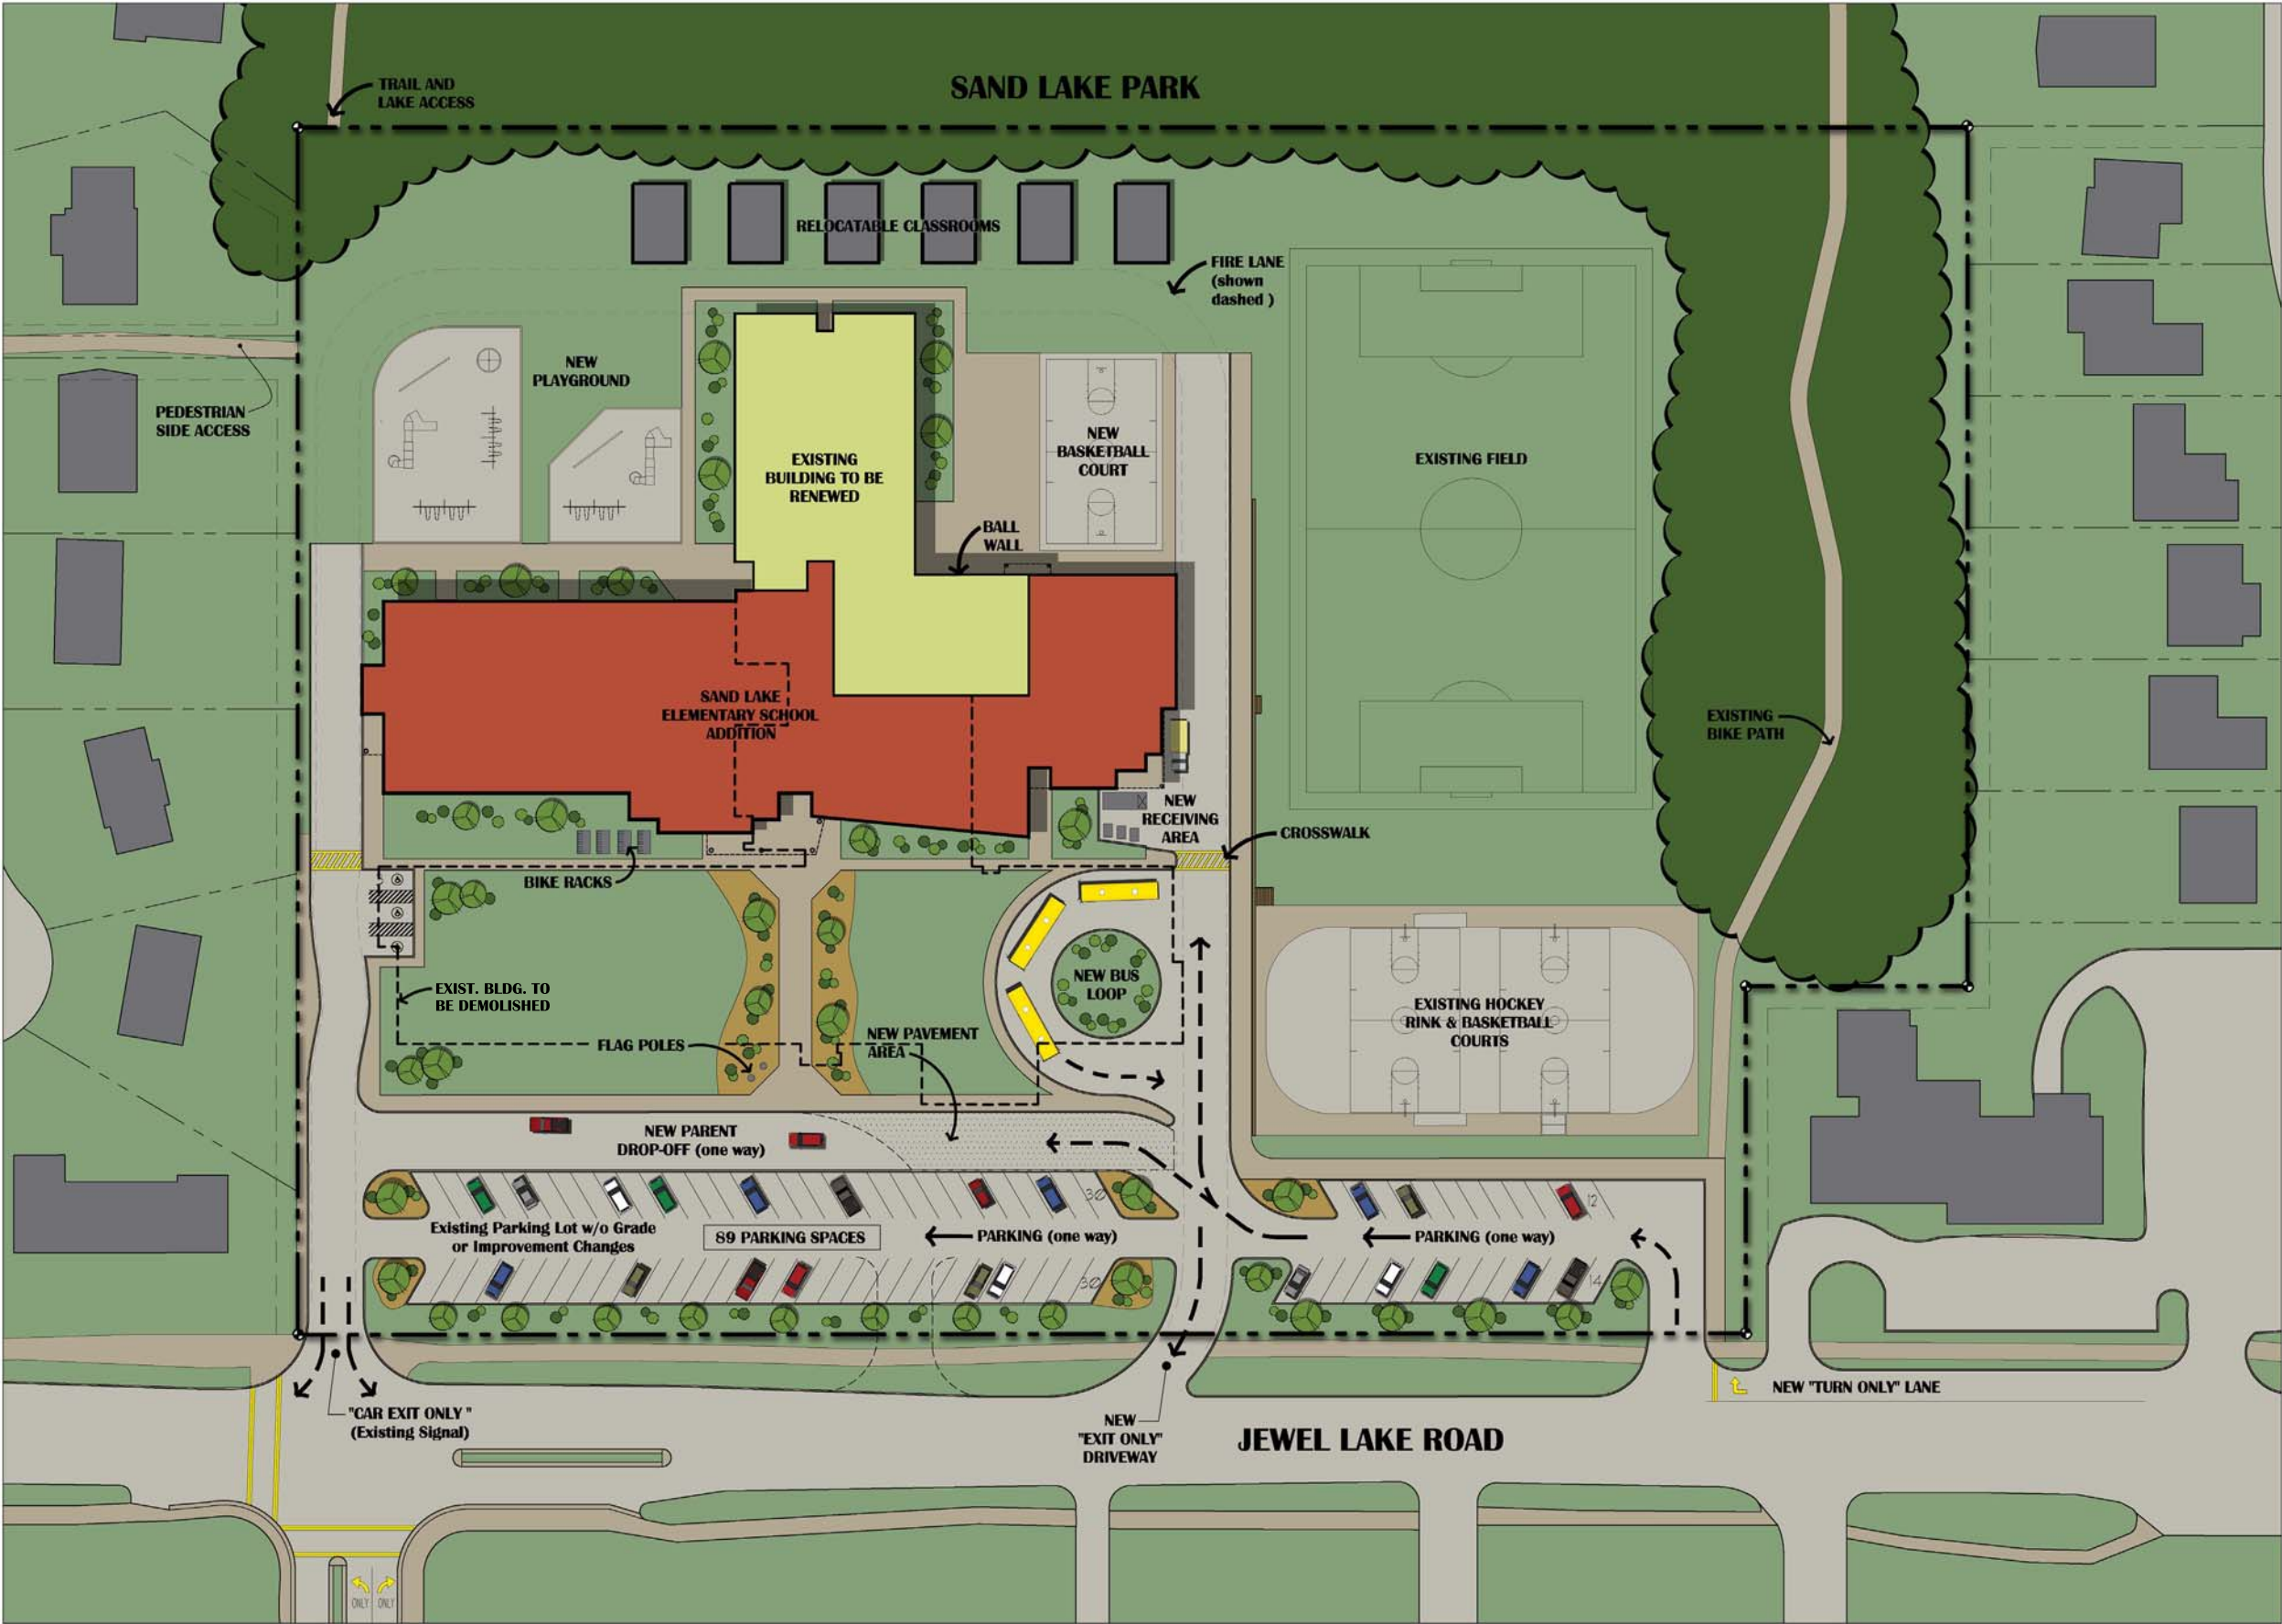 SAND LAKE PARK
TRAIL AND
LAKE ACCESS
RELOCATABLE CLASSROOMS
FIRE LANE
(shown
dashed )
NEW
PLAYGROUND
PEDESTRIAN
SIDE ACCESS
EXISTING
BUILDING TO BE
RENEWED
NEW
BASKETBALL
COURT
EXISTING FIELD
BALL
WALL
SAND LAKE
ELEMENTARY SCHOOL
ADDITION
EXISTING
BIKE PATH
NEW
RECEIVING
AREA
CROSSWALK
BIKE RACKS
EXIST. BLDG. TO
BE DEMOLISHED
NEW BUS
LOOP
EXISTING HOCKEY
RINK & BASKETBALL
COURTS
FLAG POLES
NEW PAVEMENT
AREA
NEW PARENT
DROP-OFF (one way)
30
12
Existing Parking Lot w/o Grade
or Improvement Changes
89 PARKING SPACES
PARKING (one way)
PARKING (one way)
30
14
"CAR EXIT ONLY "
(Existing Signal)
NEW
"EXIT ONLY"
DRIVEWAY
NEW "TURN ONLY" LANE
JEWEL LAKE ROAD
ONLY ONLY